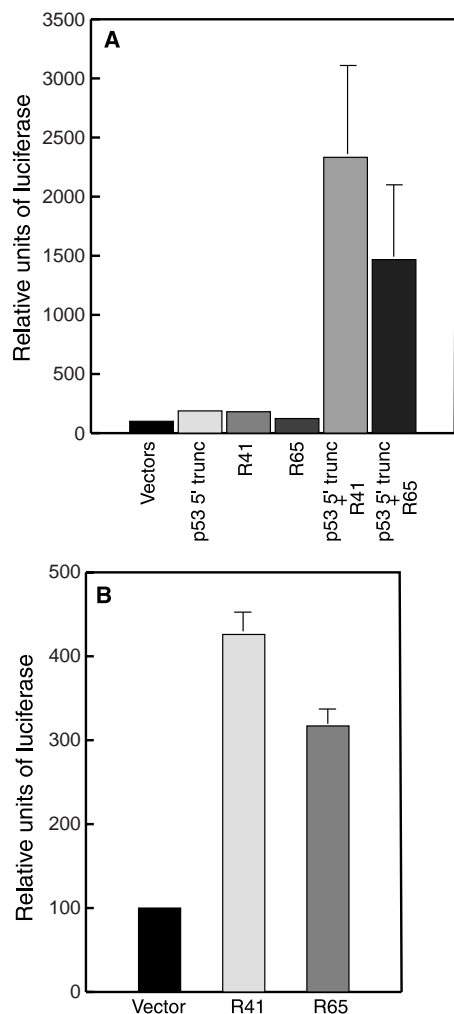 A
Relative units of luciferase
3500
3000
2500
2000
1500
1000
500
0
Vectors
p53 5' trunc
R41
R65
p53 5' trunc
+
R41
p53 5' trunc
+
R65
B
Relative units of luciferase
500
400
300
200
100
0
Vector
R41
R65